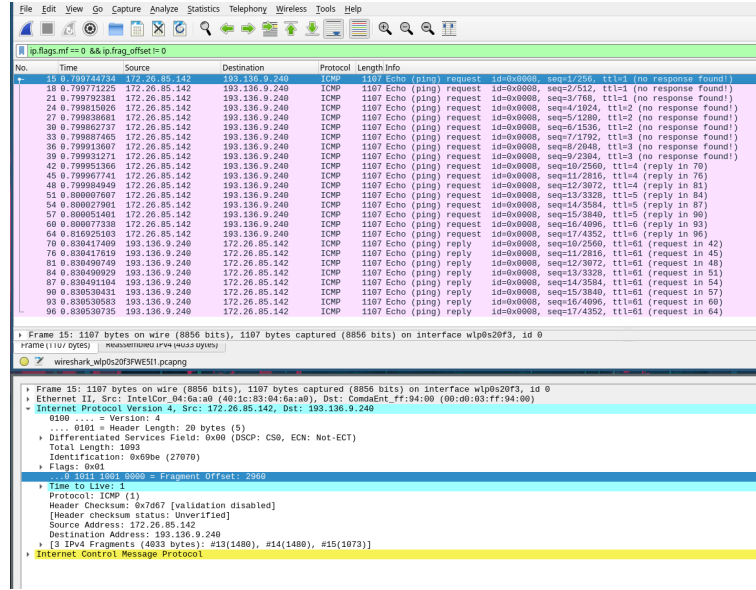 File Edit View Go Capture Analyze Statistics Telephony Wireless Tools Help
ip.flags.mf == 0 && ip.frag_offset != 0
No. Time Source Destination Protocol Length Info
15 0.799744734 172.26.85.142 193.136.9.240 ICMP 1107 Echo (ping) request id=0x0008, seq=1/256, ttl=1 (no response found!)
18 0.799771225 172.26.85.142 193.136.9.240 ICMP 1107 Echo (ping) request id=0x0008, seq=2/512, ttl=1 (no response found!)
21 0.799792381 172.26.85.142 193.136.9.240 ICMP 1107 Echo (ping) request id=0x0008, seq=3/768, ttl=1 (no response found!)
24 0.799815026 172.26.85.142 193.136.9.240 ICMP 1107 Echo (ping) request id=0x0008, seq=4/1024, ttl=2 (no response found!)
27 0.799838681 172.26.85.142 193.136.9.240 ICMP 1107 Echo (ping) request id=0x0008, seq=5/1280, ttl=2 (no response found!)
30 0.799862737 172.26.85.142 193.136.9.240 ICMP 1107 Echo (ping) request id=0x0008, seq=6/1536, ttl=2 (no response found!)
33 0.799887465 172.26.85.142 193.136.9.240 ICMP 1107 Echo (ping) request id=0x0008, seq=7/1792, ttl=3 (no response found!)
36 0.799913607 172.26.85.142 193.136.9.240 ICMP 1107 Echo (ping) request id=0x0008, seq=8/2048, ttl=3 (no response found!)
39 0.799931271 172.26.85.142 193.136.9.240 ICMP 1107 Echo (ping) request id=0x0008, seq=9/2304, ttl=3 (no response found!)
42 0.799951366 172.26.85.142 193.136.9.240 ICMP 1107 Echo (ping) request id=0x0008, seq=10/2560, ttl=4 (reply in 70)
45 0.799967741 172.26.85.142 193.136.9.240 ICMP 1107 Echo (ping) request id=0x0008, seq=11/2816, ttl=4 (reply in 76)
48 0.799984949 172.26.85.142 193.136.9.240 ICMP 1107 Echo (ping) request id=0x0008, seq=12/3072, ttl=4 (reply in 81)
51 0.800007607 172.26.85.142 193.136.9.240 ICMP 1107 Echo (ping) request id=0x0008, seq=13/3328, ttl=5 (reply in 84)
54 0.800027901 172.26.85.142 193.136.9.240 ICMP 1107 Echo (ping) request id=0x0008, seq=14/3584, ttl=5 (reply in 87)
57 0.800051401 172.26.85.142 193.136.9.240 ICMP 1107 Echo (ping) request id=0x0008, seq=15/3840, ttl=5 (reply in 90)
60 0.800077338 172.26.85.142 193.136.9.240 ICMP 1107 Echo (ping) request id=0x0008, seq=16/4096, ttl=6 (reply in 93)
64 0.816925103 172.26.85.142 193.136.9.240 ICMP 1107 Echo (ping) request id=0x0008, seq=17/4352, ttl=6 (reply in 96)
70 0.830417409 193.136.9.240 172.26.85.142 ICMP 1107 Echo (ping) reply id=0x0008, seq=10/2560, ttl=61 (request in 42)
76 0.830417619 193.136.9.240 172.26.85.142 ICMP 1107 Echo (ping) reply id=0x0008, seq=11/2816, ttl=61 (request in 45)
81 0.830490749 193.136.9.240 172.26.85.142 ICMP 1107 Echo (ping) reply id=0x0008, seq=12/3072, ttl=61 (request in 48)
84 0.830490929 193.136.9.240 172.26.85.142 ICMP 1107 Echo (ping) reply id=0x0008, seq=13/3328, ttl=61 (request in 51)
87 0.830491104 193.136.9.240 172.26.85.142 ICMP 1107 Echo (ping) reply id=0x0008, seq=14/3584, ttl=61 (request in 54)
90 0.830530431 193.136.9.240 172.26.85.142 ICMP 1107 Echo (ping) reply id=0x0008, seq=15/3840, ttl=61 (request in 57)
93 0.830530583 193.136.9.240 172.26.85.142 ICMP 1107 Echo (ping) reply id=0x0008, seq=16/4096, ttl=61 (request in 60)
96 0.830530735 193.136.9.240 172.26.85.142 ICMP 1107 Echo (ping) reply id=0x0008, seq=17/4352, ttl=61 (request in 64)
Frame 15: 1107 bytes on wire (8856 bits), 1107 bytes captured (8856 bits) on interface wlp0s20f3, id 0
Frame (1107 bytes) Reassembled IPv4 (4033 bytes)
wireshark_wlp0s20f3FWE5I1.pcapng
Frame 15: 1107 bytes on wire (8856 bits), 1107 bytes captured (8856 bits) on interface wlp0s20f3, id 0
Ethernet II, Src: IntelCor_04:6a:a0 (40:1c:83:04:6a:a0), Dst: ComdaEnt_ff:94:00 (00:d0:03:ff:94:00)
Internet Protocol Version 4, Src: 172.26.85.142, Dst: 193.136.9.240
0100 .... = Version: 4
.... 0101 = Header Length: 20 bytes (5)
Differentiated Services Field: 0x00 (DSCP: CS0, ECN: Not-ECT)
Total Length: 1093
Identification: 0x69be (27070)
Flags: 0x01
...0 1011 1001 0000 = Fragment Offset: 2960
Time to Live: 1
Protocol: ICMP (1)
Header Checksum: 0x7d67 [validation disabled]
[Header checksum status: Unverified]
Source Address: 172.26.85.142
Destination Address: 193.136.9.240
[3 IPv4 Fragments (4033 bytes): #13(1480), #14(1480), #15(1073)]
Internet Control Message Protocol